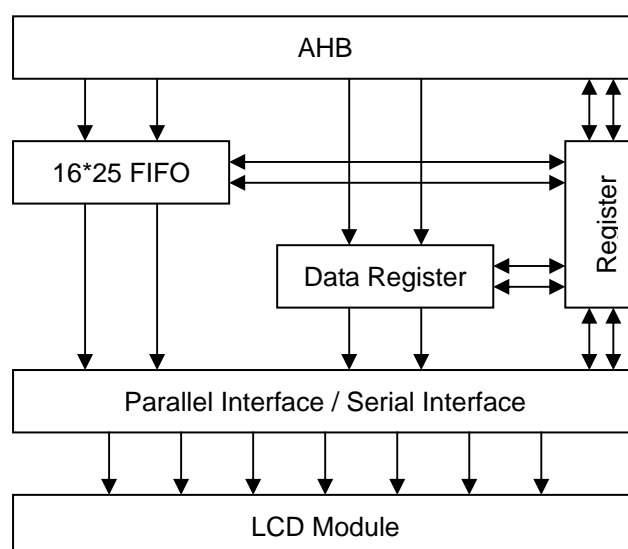 AHB
16*25 FIFO
Register
Data Register
Parallel Interface / Serial Interface
LCD Module